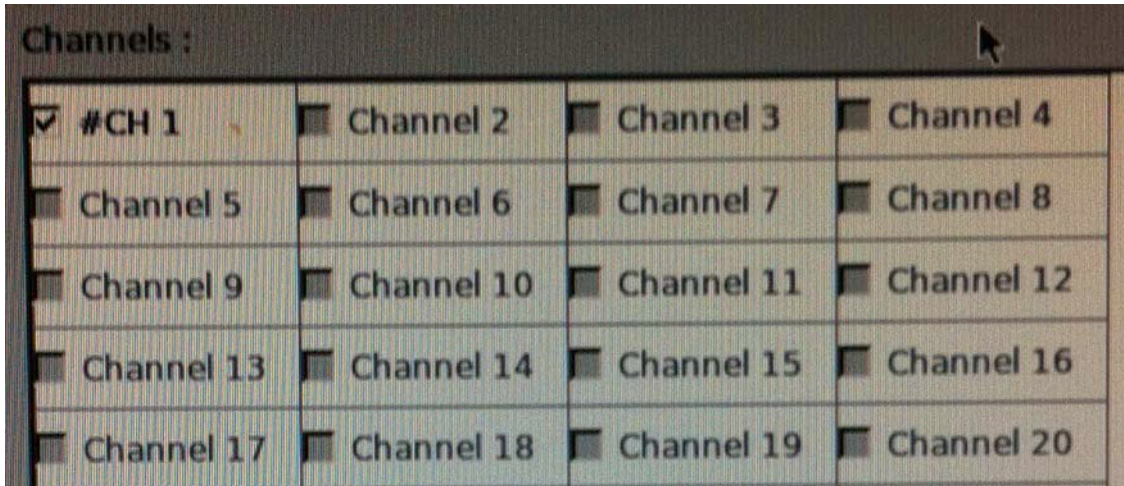 Channels :
#CH 1 Channel 2 Channel 3 Channel 4
Channel 5 Channel 6 Channel 7 Channel 8
Channel 9 Channel 10 Channel 11 Channel 12
Channel 13 Channel 14 Channel 15 Channel 16
Channel 17 Channel 18 Channel 19 Channel 20